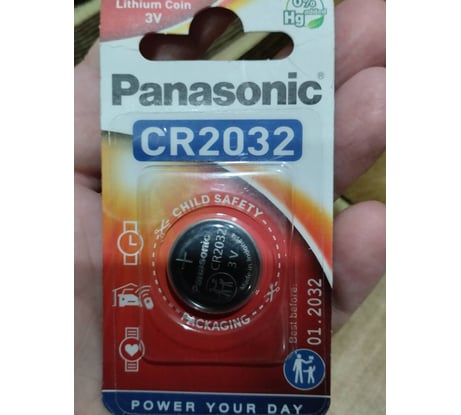 Lithium Coin
3V
0%
Hg
added
Panasonic®
CR2032
CHILD SAFETY
+
Panasonic
CR2032
3V
PACKAGING
Best before:
01.2032
POWER YOUR DAY